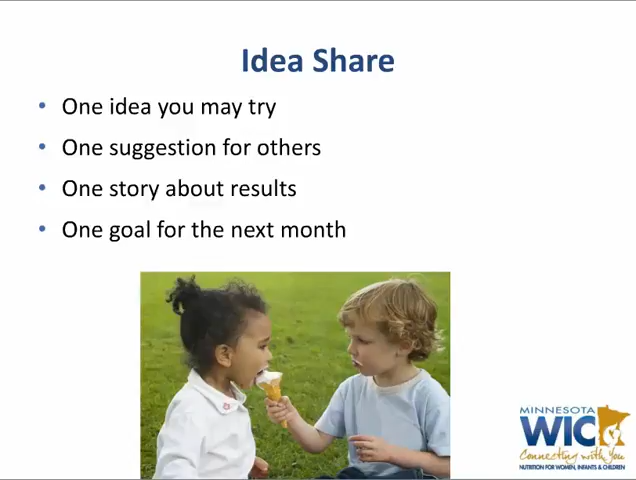 Idea Share
• One idea you may try
• One suggestion for others
• One story about results
• One goal for the next month
MINNESOTA
WIC
Connecting with You
NUTRITION FOR WOMEN, INFANTS & CHILDREN